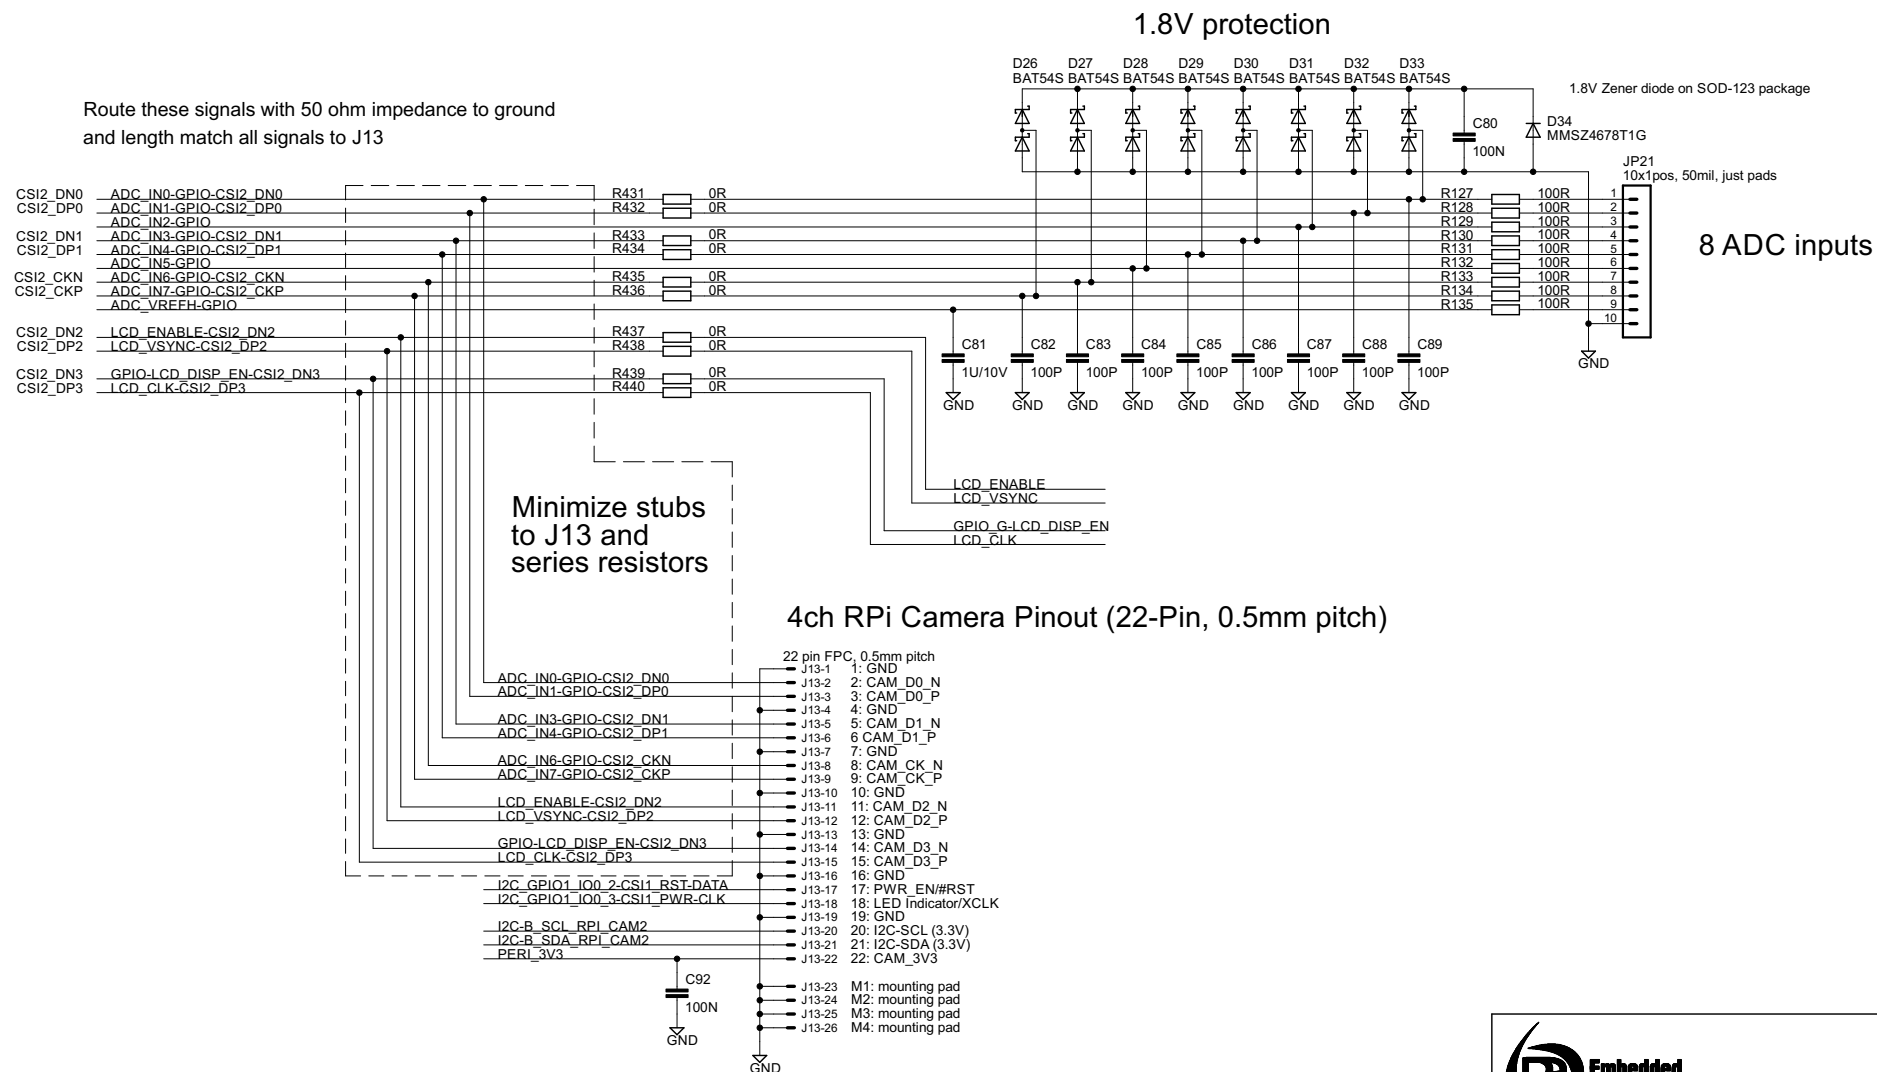 1.8V protection
D26 D27 D28 D29 D30 D31 D32 D33
BAT54S BAT54S BAT54S BAT54S BAT54S BAT54S BAT54S BAT54S
1.8V Zener diode on SOD-123 package
Route these signals with 50 ohm impedance to ground
and length match all signals to J13
C80
100N
D34
MMSZ4678T1G
JP21
10x1pos, 50mil, just pads
CSI2_DN0 ADC_IN0-GPIO-CSI2_DN0 R431 0R R127 100R 1
CSI2_DP0 ADC_IN1-GPIO-CSI2_DP0 R432 0R R128 100R 2
ADC_IN2-GPIO R129 100R 3
CSI2_DN1 ADC_IN3-GPIO-CSI2_DN1 R433 0R R130 100R 4
CSI2_DP1 ADC_IN4-GPIO-CSI2_DP1 R434 0R R131 100R 5
ADC_IN5-GPIO R132 100R 6
CSI2_CKN ADC_IN6-GPIO-CSI2_CKN R435 0R R133 100R 7
CSI2_CKP ADC_IN7-GPIO-CSI2_CKP R436 0R R134 100R 8
ADC_VREFH-GPIO R135 100R 9
10
8 ADC inputs
CSI2_DN2 LCD_ENABLE-CSI2_DN2 R437 0R
CSI2_DP2 LCD_VSYNC-CSI2_DP2 R438 0R
CSI2_DN3 GPIO-LCD_DISP_EN-CSI2_DN3 R439 0R
CSI2_DP3 LCD_CLK-CSI2_DP3 R440 0R
C81 C82 C83 C84 C85 C86 C87 C88 C89
1U/10V 100P 100P 100P 100P 100P 100P 100P 100P
GND GND GND GND GND GND GND GND GND
GND
LCD_ENABLE
LCD_VSYNC
GPIO_G-LCD_DISP_EN
LCD_CLK
Minimize stubs
to J13 and
series resistors
4ch RPi Camera Pinout (22-Pin, 0.5mm pitch)
22 pin FPC, 0.5mm pitch
J13-1 1: GND
ADC_IN0-GPIO-CSI2_DN0 J13-2 2: CAM_D0_N
ADC_IN1-GPIO-CSI2_DP0 J13-3 3: CAM_D0_P
J13-4 4: GND
ADC_IN3-GPIO-CSI2_DN1 J13-5 5: CAM_D1_N
ADC_IN4-GPIO-CSI2_DP1 J13-6 6 CAM_D1_P
J13-7 7: GND
ADC_IN6-GPIO-CSI2_CKN J13-8 8: CAM_CK_N
ADC_IN7-GPIO-CSI2_CKP J13-9 9: CAM_CK_P
J13-10 10: GND
LCD_ENABLE-CSI2_DN2 J13-11 11: CAM_D2_N
LCD_VSYNC-CSI2_DP2 J13-12 12: CAM_D2_P
J13-13 13: GND
GPIO-LCD_DISP_EN-CSI2_DN3 J13-14 14: CAM_D3_N
LCD_CLK-CSI2_DP3 J13-15 15: CAM_D3_P
J13-16 16: GND
I2C_GPIO1_IO0_2-CSI1_RST-DATA J13-17 17: PWR_EN/#RST
I2C_GPIO1_IO0_3-CSI1_PWR-CLK J13-18 18: LED Indicator/XCLK
J13-19 19: GND
I2C-B_SCL_RPI_CAM2 J13-20 20: I2C-SCL (3.3V)
I2C-B_SDA_RPI_CAM2 J13-21 21: I2C-SDA (3.3V)
PERI_3V3 J13-22 22: CAM_3V3
C92
100N
GND
J13-23 M1: mounting pad
J13-24 M2: mounting pad
J13-25 M3: mounting pad
J13-26 M4: mounting pad
GND
Embedded